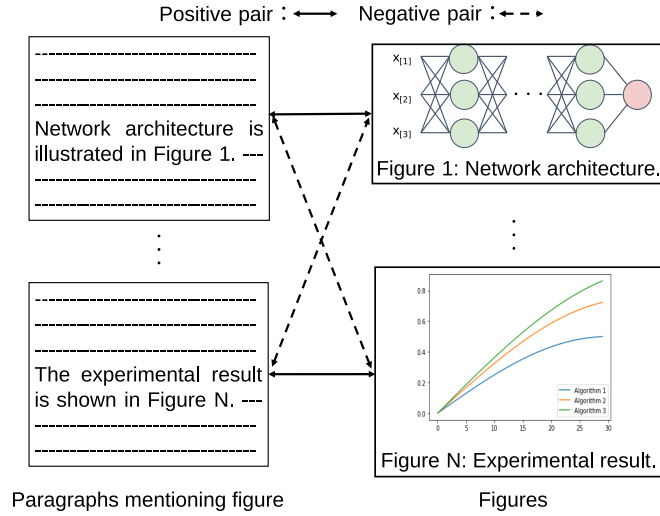 Positive pair :
Negative pair :
Network architecture is
illustrated in Figure 1.
x[1]
x[2]
x[3]
Figure 1: Network architecture.
The experimental result
is shown in Figure N.
0.8
0.6
0.4
0.2
0.0
0 5 10 15 20 25 30
Algorithm 1
Algorithm 2
Algorithm 3
Figure N: Experimental result.
Paragraphs mentioning figure
Figures